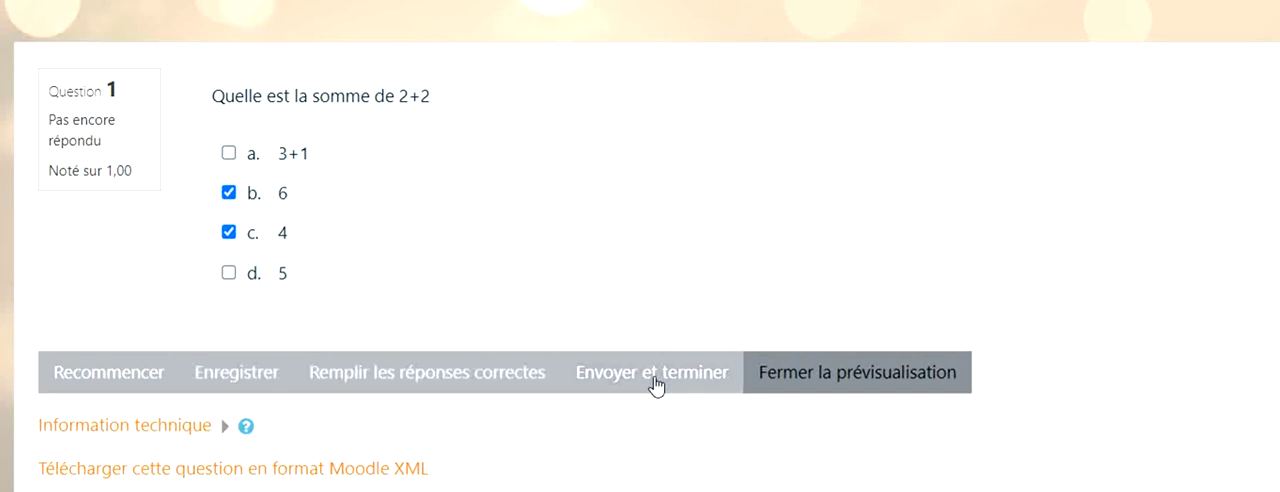 Question 1
Pas encore
répondu
Noté sur 1,00
Quelle est la somme de 2+2
a. 3+1
b. 6
c. 4
d. 5
Recommencer Enregistrer Remplir les réponses correctes Envoyer et terminer Fermer la prévisualisation
Information technique ?
Télécharger cette question en format Moodle XML